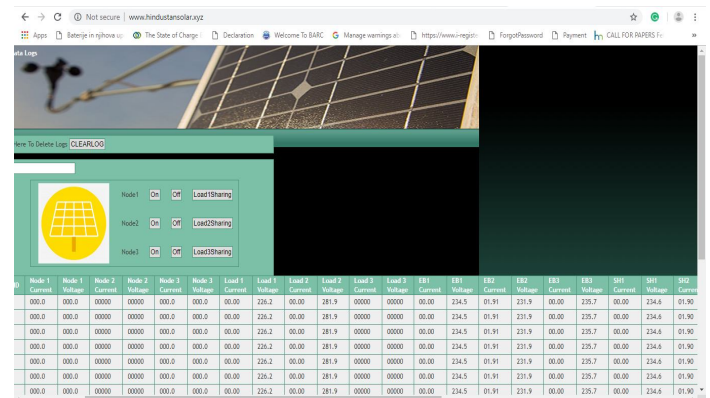 Not secure | www.hindustansolar.xyz
Apps Baterije in njihova up The State of Charge Declaration Welcome To BARC Manage warnings ab https://www.i-registe ForgotPassword Payment CALL FOR PAPERS Fe »
ata Logs
Here To Delete Logs CLEARLOG
Node1 On Off Load1Sharing
Node2 On Off Load2Sharing
Node3 On Off Load3Sharing
ID Node 1 Current Node 1 Voltage Node 2 Current Node 2 Voltage Node 3 Current Node 3 Voltage Load 1 Current Load 1 Voltage Load 2 Current Load 2 Voltage Load 3 Current Load 3 Voltage EB1 Current EB1 Voltage EB2 Current EB2 Voltage EB3 Current EB3 Voltage SH1 Current SH1 Voltage SH2 Curren
000.0 000.0 00000 00000 000.0 000.0 00.00 226.2 00.00 281.9 00000 00000 00.00 234.5 01.91 231.9 00.00 235.7 00.00 234.6 01.90
000.0 000.0 00000 00000 000.0 000.0 00.00 226.2 00.00 281.9 00000 00000 00.00 234.5 01.91 231.9 00.00 235.7 00.00 234.6 01.90
000.0 000.0 00000 00000 000.0 000.0 00.00 226.2 00.00 281.9 00000 00000 00.00 234.5 01.91 231.9 00.00 235.7 00.00 234.6 01.90
000.0 000.0 00000 00000 000.0 000.0 00.00 226.2 00.00 281.9 00000 00000 00.00 234.5 01.91 231.9 00.00 235.7 00.00 234.6 01.90
000.0 000.0 00000 00000 000.0 000.0 00.00 226.2 00.00 281.9 00000 00000 00.00 234.5 01.91 231.9 00.00 235.7 00.00 234.6 01.90
000.0 000.0 00000 00000 000.0 000.0 00.00 226.2 00.00 281.9 00000 00000 00.00 234.5 01.91 231.9 00.00 235.7 00.00 234.6 01.90
000.0 000.0 00000 00000 000.0 000.0 00.00 226.2 00.00 281.9 00000 00000 00.00 234.5 01.91 231.9 00.00 235.7 00.00 234.6 01.90